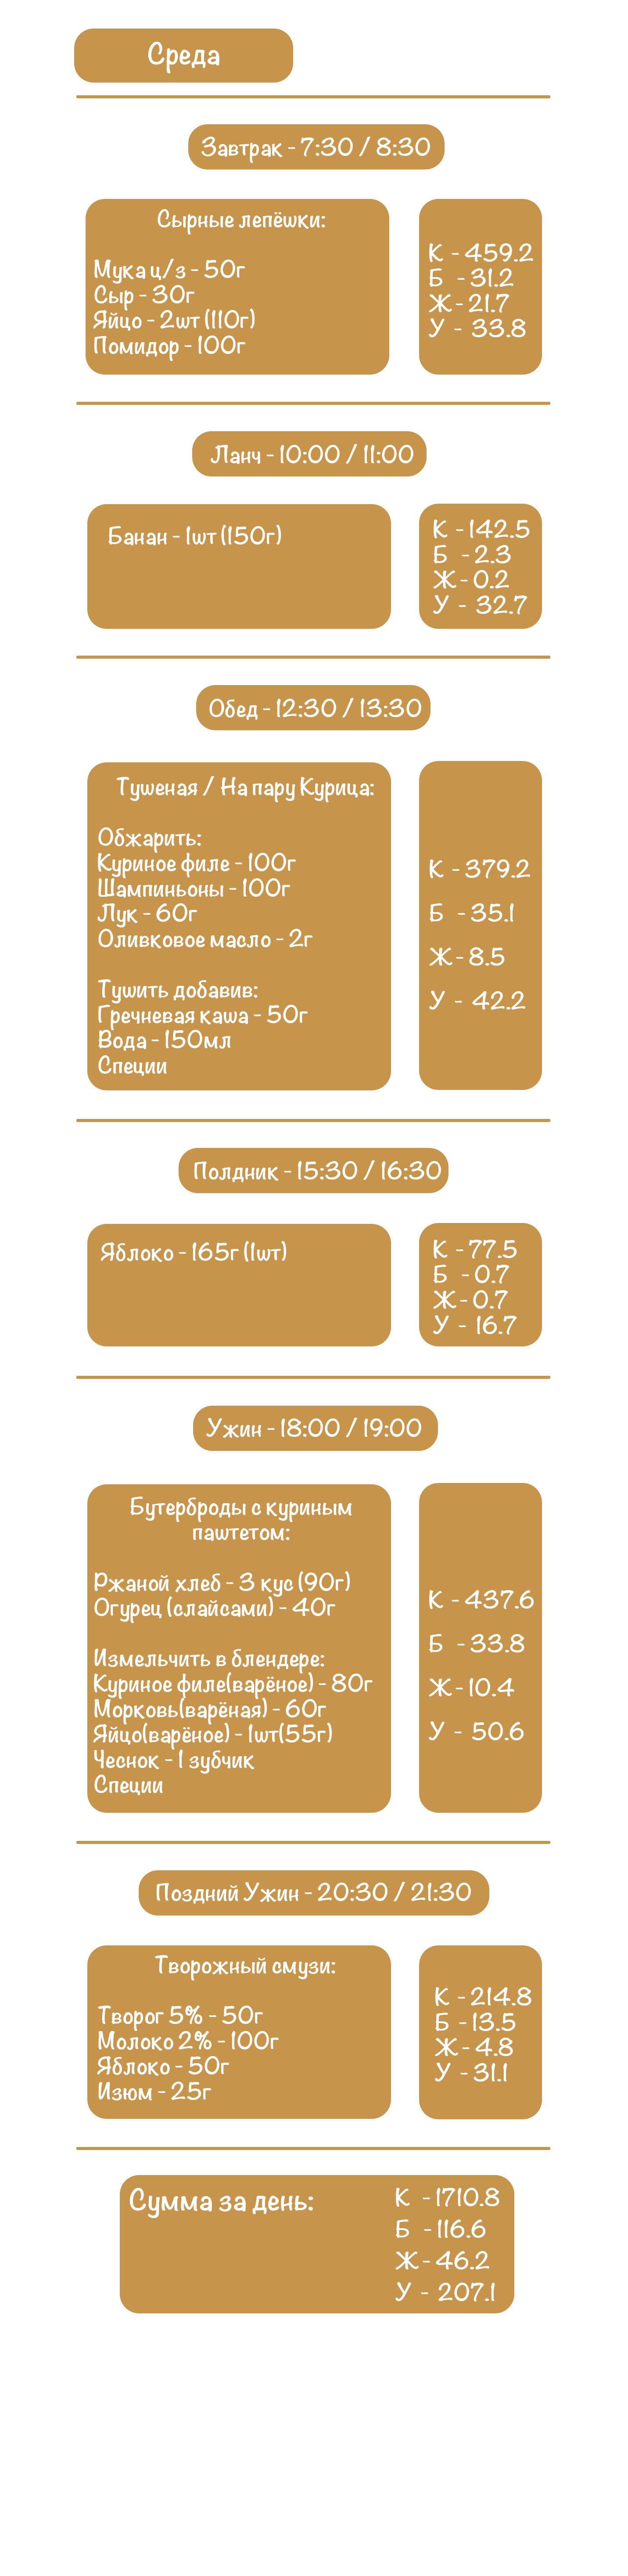 Среда
Завтрак - 7:30 / 8:30
Сырные лепёшки:
Мука ц/з - 50г
Сыр - 30г
Яйцо - 2шт (110г)
Помидор - 100г
К - 459.2
Б - 31.2
Ж - 21.7
У - 33.8
Ланч - 10:00 / 11:00
Банан - 1шт (150г)
К - 142.5
Б - 2.3
Ж - 0.2
У - 32.7
Обед - 12:30 / 13:30
Тушеная / На пару Курица:
Обжарить:
Куриное филе - 100г
Шампиньоны - 100г
Лук - 60г
Оливковое масло - 2г
Тушить добавив:
Гречневая каша - 50г
Вода - 150мл
Специи
К - 379.2
Б - 35.1
Ж - 8.5
У - 42.2
Полдник - 15:30 / 16:30
Яблоко - 165г (1шт)
К - 77.5
Б - 0.7
Ж - 0.7
У - 16.7
Ужин - 18:00 / 19:00
Бутерброды с куриным
паштетом:
Ржаной хлеб - 3 кус (90г)
Огурец (слайсами) - 40г
Измельчить в блендере:
Куриное филе(варёное) - 80г
Морковь(варёная) - 60г
Яйцо(варёное) - 1шт(55г)
Чеснок - 1 зубчик
Специи
К - 437.6
Б - 33.8
Ж - 10.4
У - 50.6
Поздний Ужин - 20:30 / 21:30
Творожный смузи:
Творог 5% - 50г
Молоко 2% - 100г
Яблоко - 50г
Изюм - 25г
К - 214.8
Б - 13.5
Ж - 4.8
У - 31.1
Сумма за день:
К - 1710.8
Б - 116.6
Ж - 46.2
У - 207.1